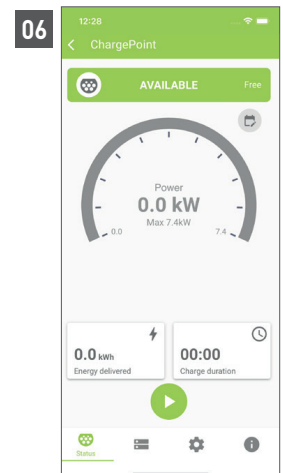 06
12:28
ChargePoint
AVAILABLE Free
Power
0.0 kW
Max 7.4kW
0.0 7.4
0.0 kWh 00:00
Energy delivered Charge duration
Status